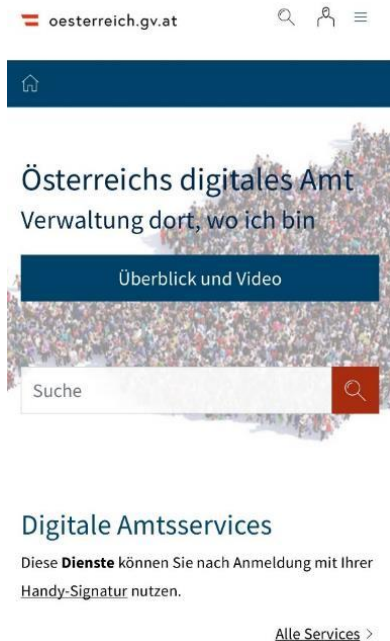 oesterreich.gv.at
Österreichs digitales Amt
Verwaltung dort, wo ich bin
Überblick und Video
Suche
Digitale Amtsservices
Diese Dienste können Sie nach Anmeldung mit Ihrer
Handy-Signatur nutzen.
Alle Services >